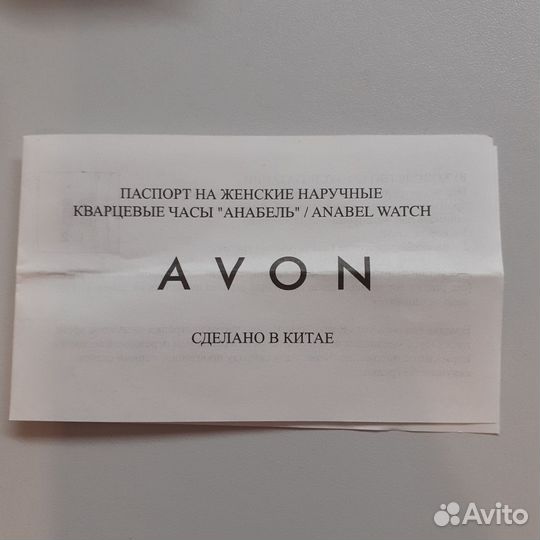 ПАСПОРТ НА ЖЕНСКИЕ НАРУЧНЫЕ
КВАРЦЕВЫЕ ЧАСЫ "АНАБЕЛЬ" / ANABEL WATCH
AVON
СДЕЛАНО В КИТАЕ
Avito